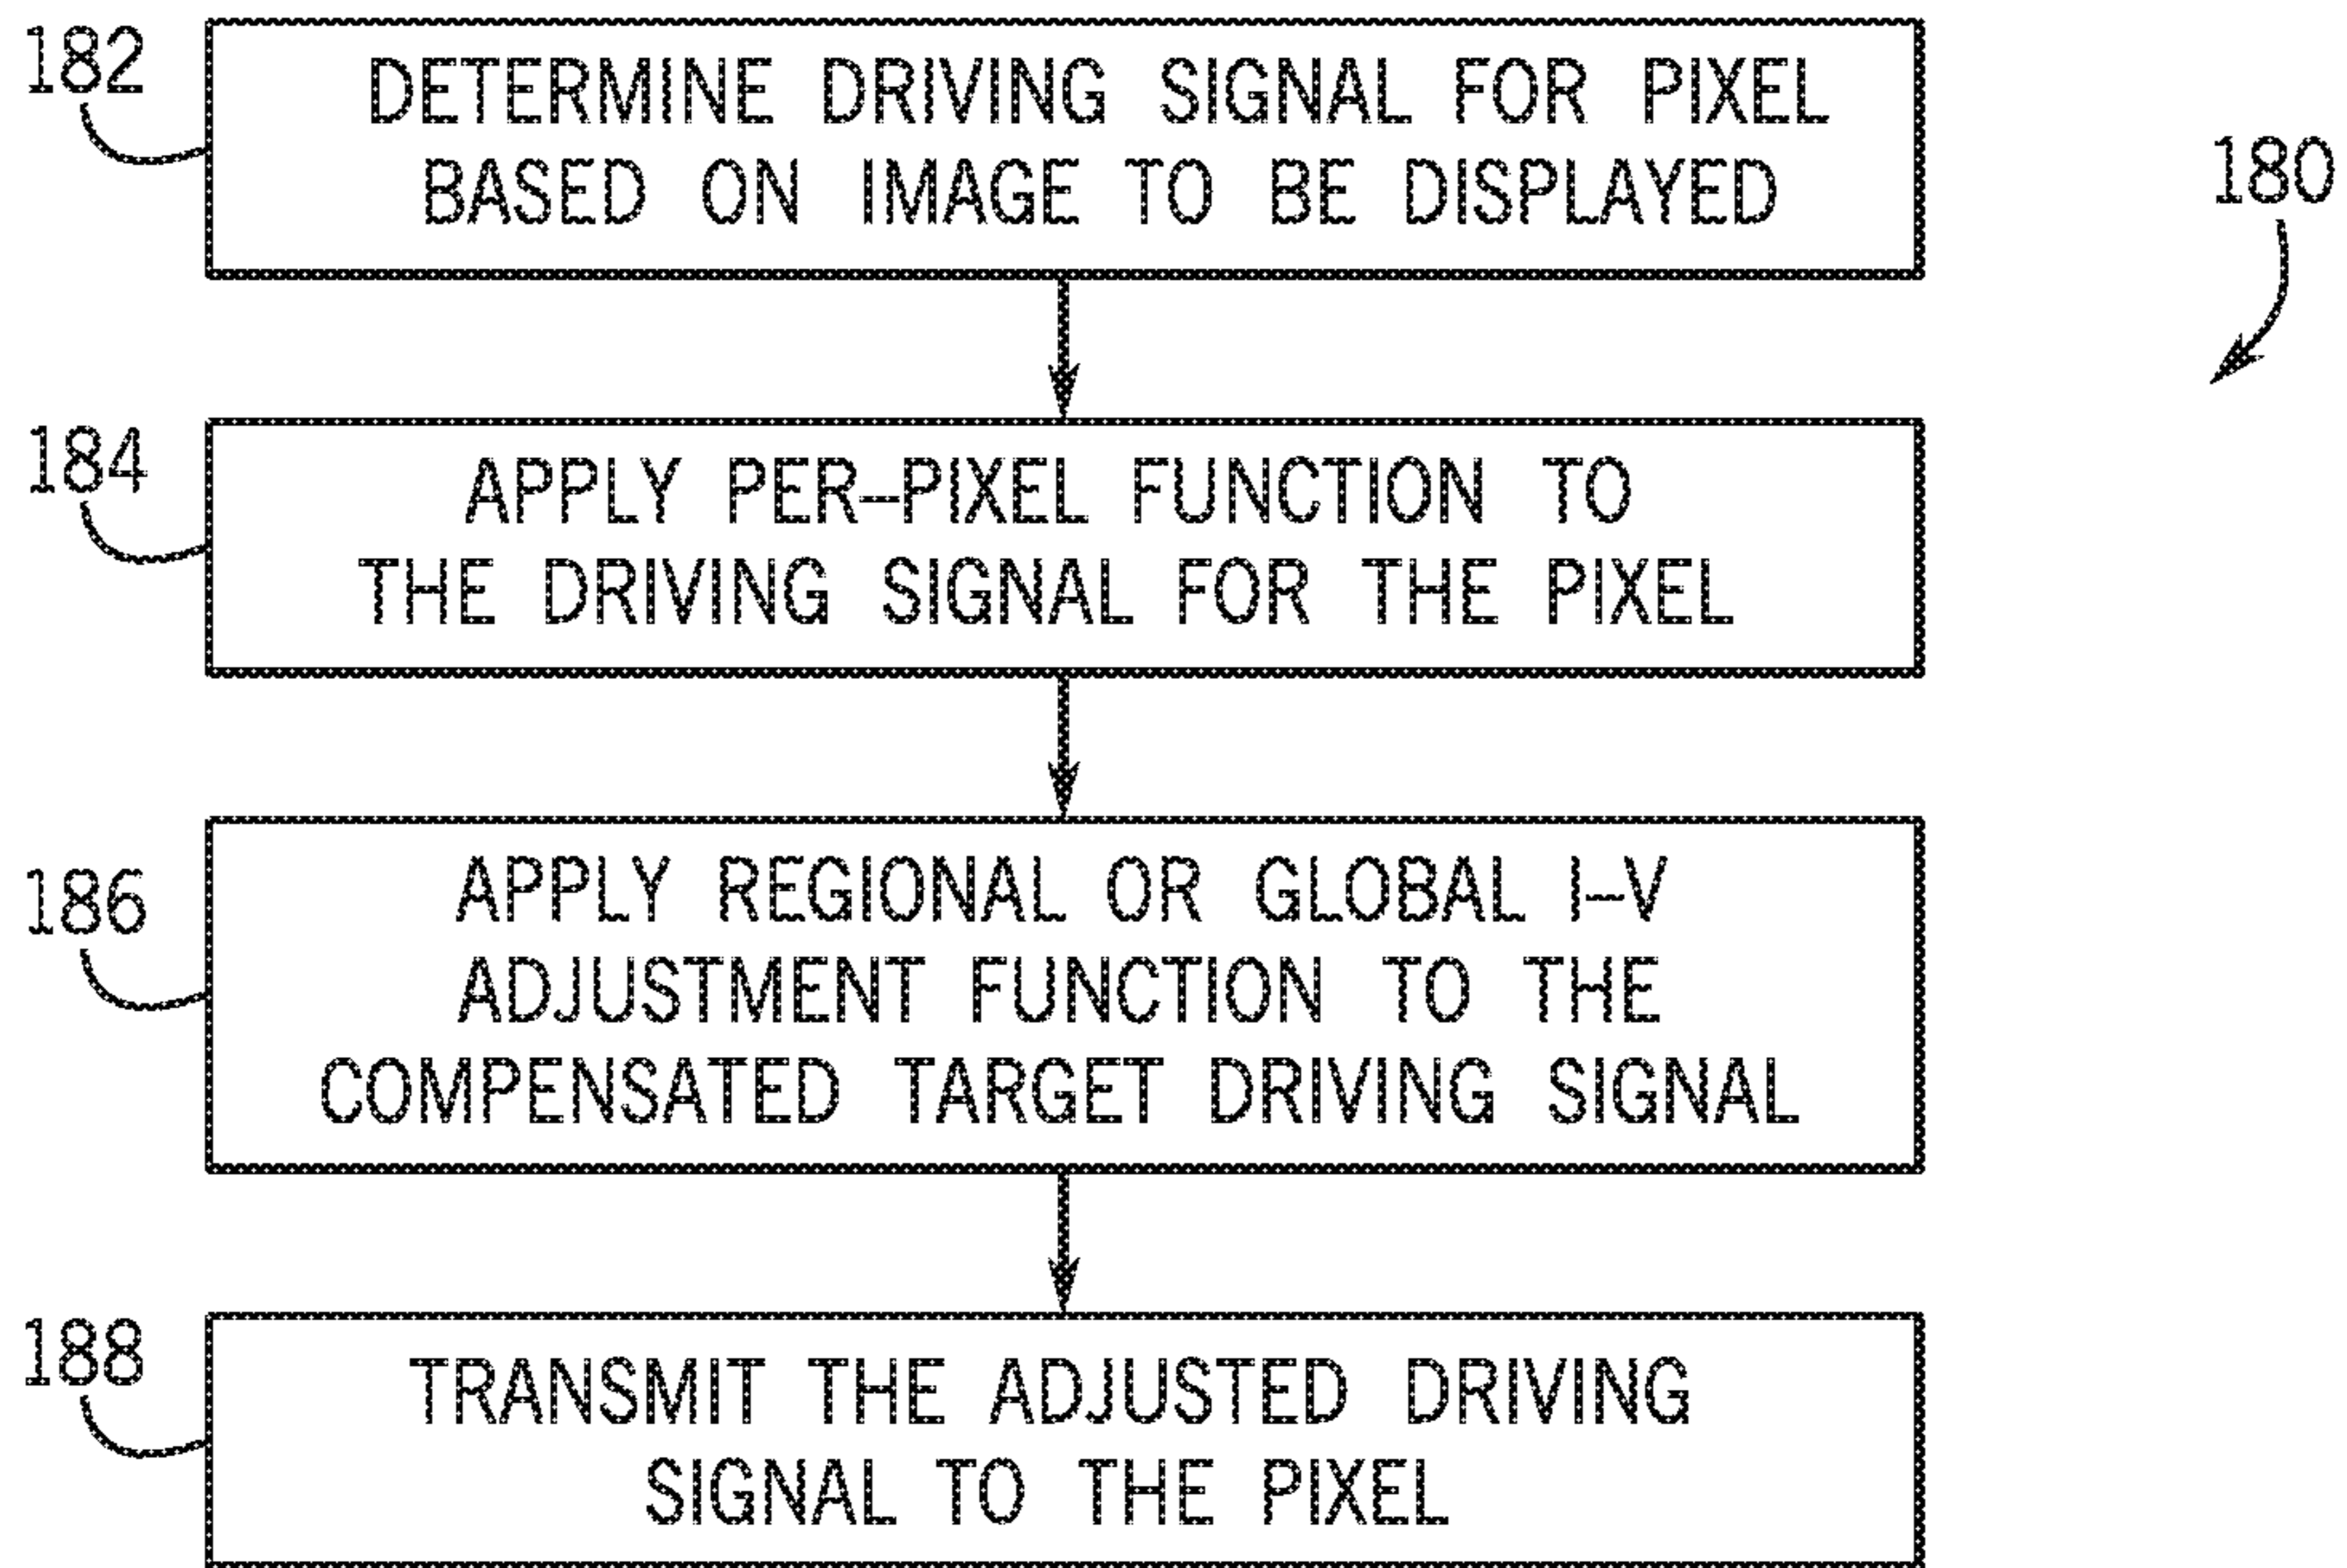 182
DETERMINE DRIVING SIGNAL FOR PIXEL
BASED ON IMAGE TO BE DISPLAYED
180
184
APPLY PER-PIXEL FUNCTION TO
THE DRIVING SIGNAL FOR THE PIXEL
186
APPLY REGIONAL OR GLOBAL I-V
ADJUSTMENT FUNCTION TO THE
COMPENSATED TARGET DRIVING SIGNAL
188
TRANSMIT THE ADJUSTED DRIVING
SIGNAL TO THE PIXEL